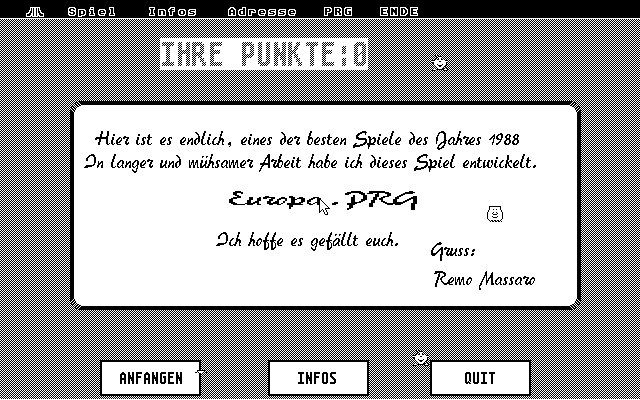 Spiel Infos Adresse PRG ENDE
IHRE PUNKTE:0
Hier ist es endlich, eines der besten Spiele des Jahres 1988
In langer und mühsamer Arbeit habe ich dieses Spiel entwickelt.
Europa.PRG
Ich hoffe es gefällt euch.
Gruss:
Remo Massaro
ANFANGEN INFOS QUIT